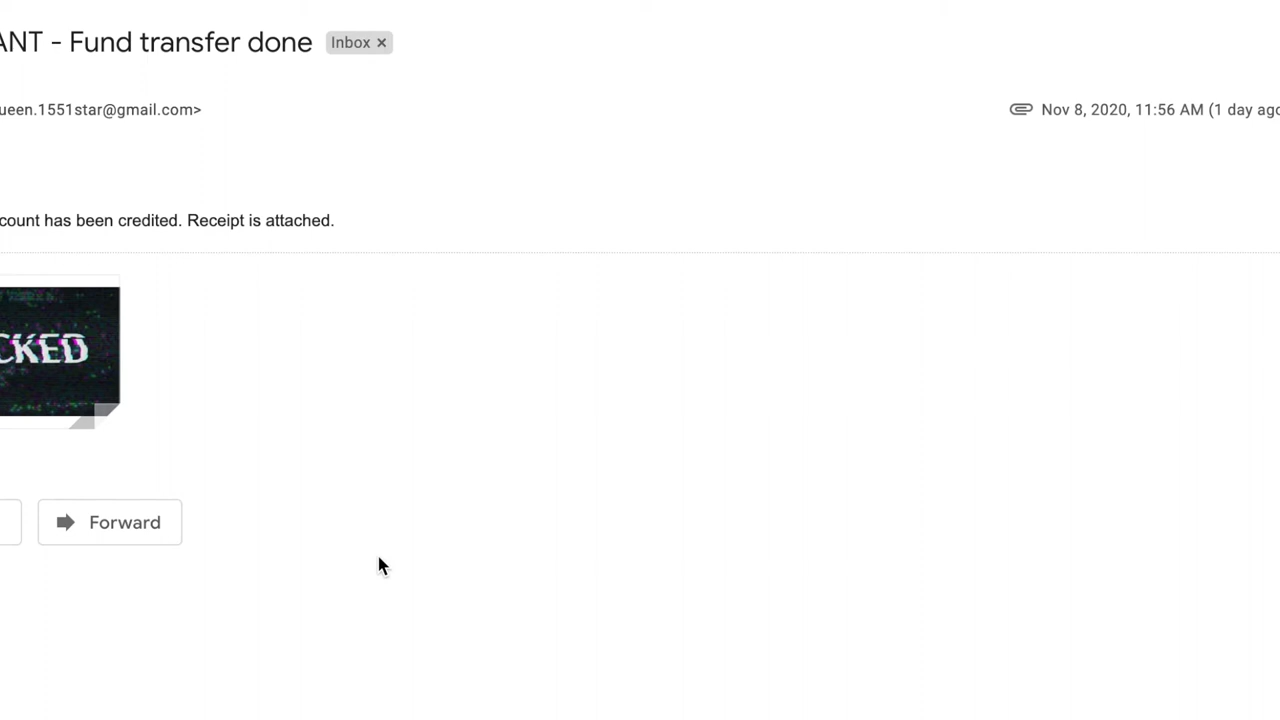 ANT - Fund transfer done Inbox ×
ueen.1551star@gmail.com> Nov 8, 2020, 11:56 AM (1 day ago
count has been credited. Receipt is attached.
CKED
Forward